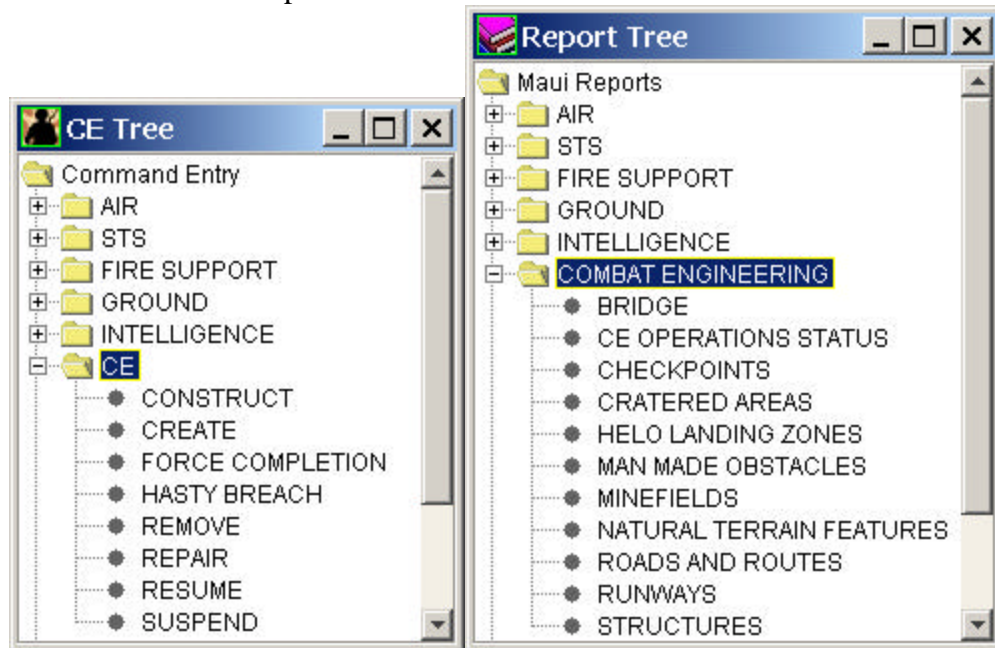 CE Tree
Command Entry
AIR
STS
FIRE SUPPORT
GROUND
INTELLIGENCE
CE
CONSTRUCT
CREATE
FORCE COMPLETION
HASTY BREACH
REMOVE
REPAIR
RESUME
SUSPEND
Report Tree
Maui Reports
AIR
STS
FIRE SUPPORT
GROUND
INTELLIGENCE
COMBAT ENGINEERING
BRIDGE
CE OPERATIONS STATUS
CHECKPOINTS
CRATERED AREAS
HELO LANDING ZONES
MAN MADE OBSTACLES
MINEFIELDS
NATURAL TERRAIN FEATURES
ROADS AND ROUTES
RUNWAYS
STRUCTURES